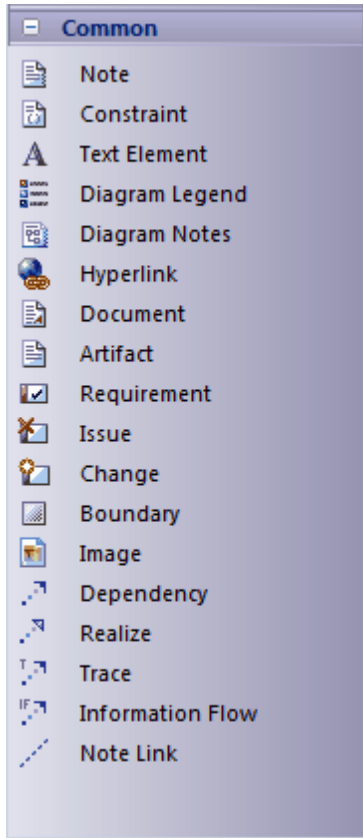 Common
Note
Constraint
Text Element
Diagram Legend
Diagram Notes
Hyperlink
Document
Artifact
Requirement
Issue
Change
Boundary
Image
Dependency
Realize
T Trace
IF Information Flow
Note Link